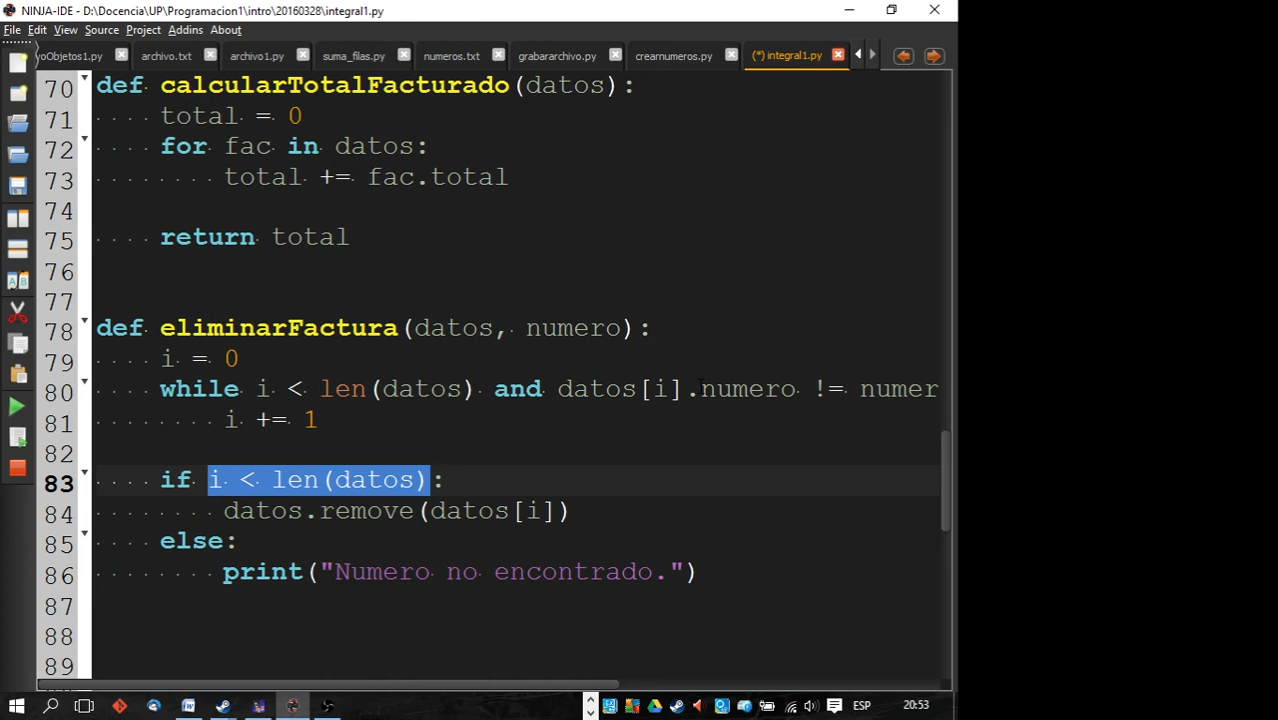 NINJA-IDE - D:\Docencia\UP\Programacion1\intro\20160328\integral1.py
File Edit View Source Project Addins About
yoObjetos1.py archivo.txt archivo1.py suma_filas.py numeros.txt grabararchivo.py crearnumeros.py (*) integral1.py
70 def calcularTotalFacturado(datos):
71 total = 0
72 for fac in datos:
73 total += fac.total
74
75 return total
76
77
78 def eliminarFactura(datos, numero):
79 i = 0
80 while i < len(datos) and datos[i].numero != numer
81 i += 1
82
83 if i < len(datos):
84 datos.remove(datos[i])
85 else:
86 print("Numero no encontrado.")
87
88
89
ESP 20:53